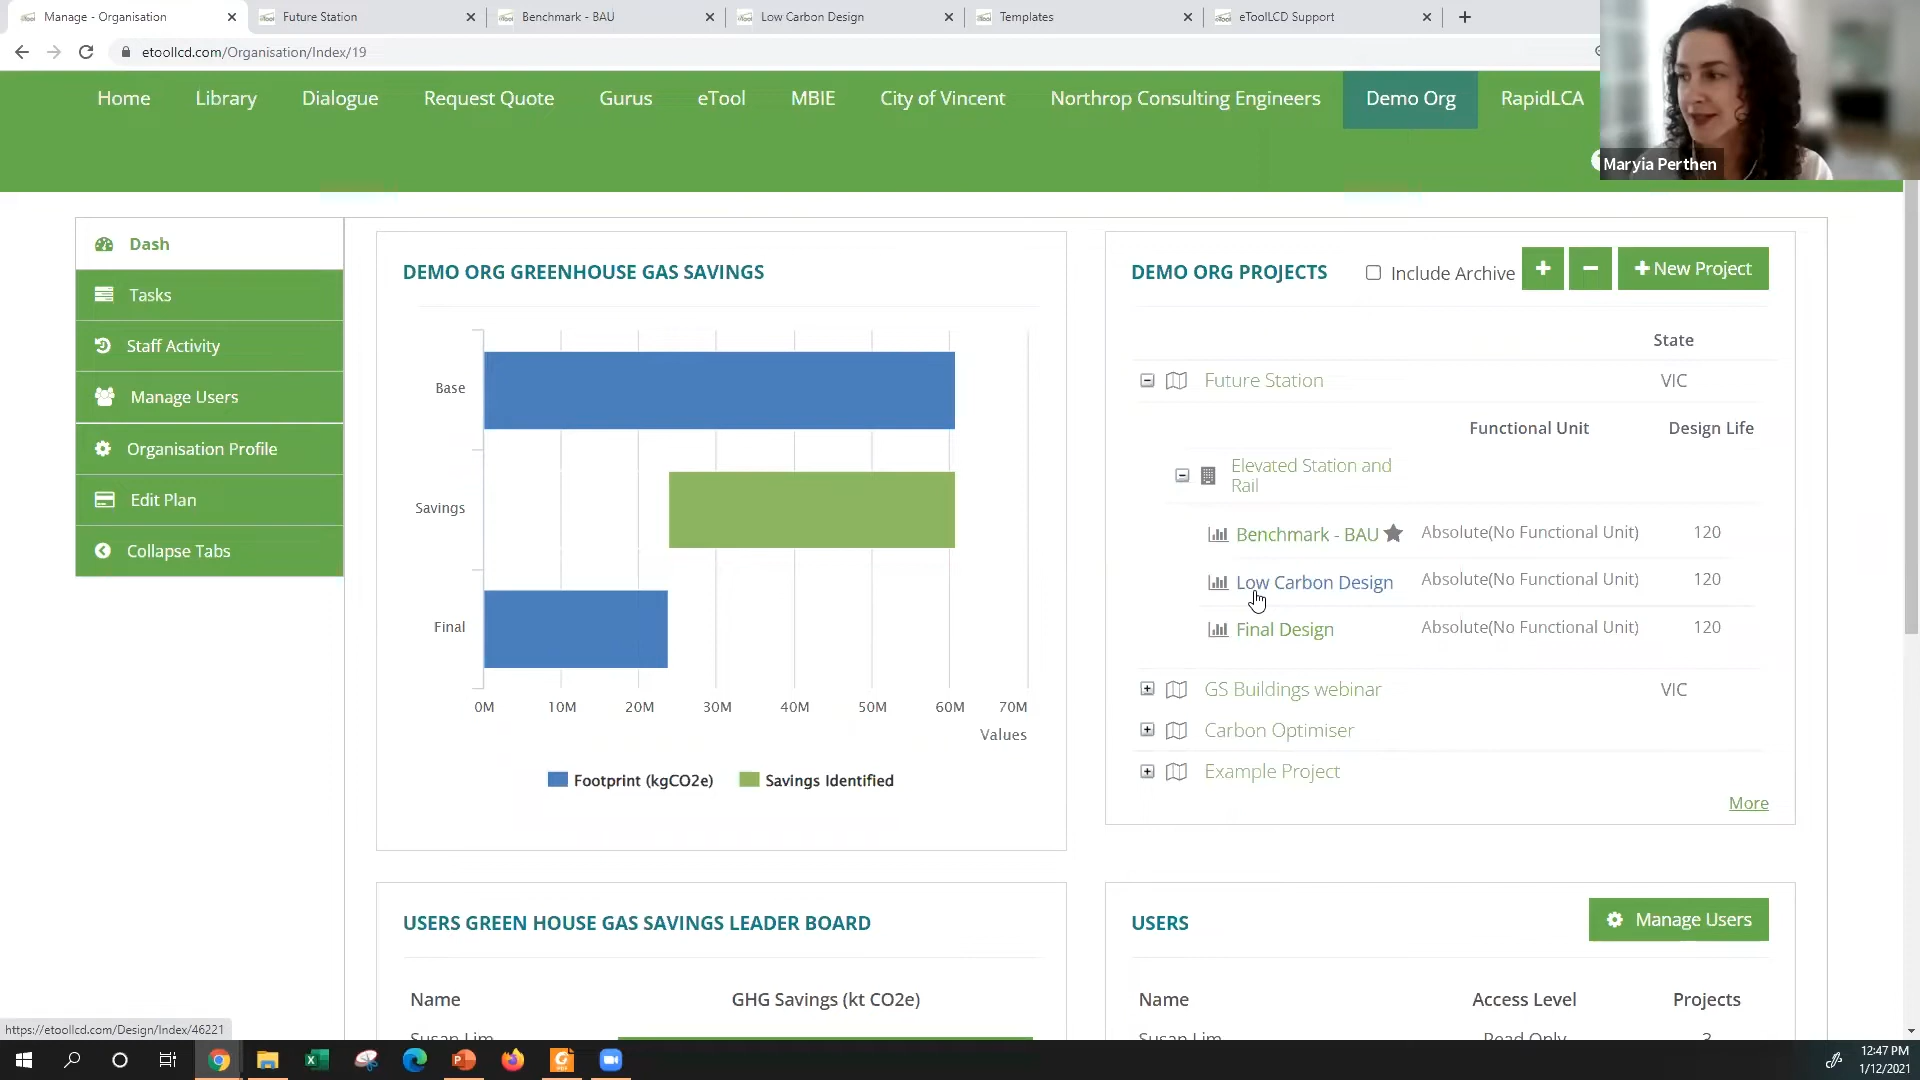 Manage - Organisation
Future Station
Benchmark - BAU
Low Carbon Design
Templates
eToolLCD Support
etoollcd.com/Organisation/Index/19
Home Library Dialogue Request Quote Gurus eTool MBIE City of Vincent Northrop Consulting Engineers Demo Org RapidLCA
Maryia Perthen
Dash
Tasks
Staff Activity
Manage Users
Organisation Profile
Edit Plan
Collapse Tabs
DEMO ORG GREENHOUSE GAS SAVINGS
Base
Savings
Final
0M 10M 20M 30M 40M 50M 60M 70M
Values
Footprint (kgCO2e) Savings Identified
DEMO ORG PROJECTS Include Archive + − +New Project
State
Future Station VIC
Functional Unit Design Life
Elevated Station and
Rail
Benchmark - BAU Absolute(No Functional Unit) 120
Low Carbon Design Absolute(No Functional Unit) 120
Final Design Absolute(No Functional Unit) 120
GS Buildings webinar VIC
Carbon Optimiser
Example Project
More
USERS GREEN HOUSE GAS SAVINGS LEADER BOARD
Name GHG Savings (kt CO2e)
Susan Lim
USERS Manage Users
Name Access Level Projects
Susan Lim Read Only 3
https://etoollcd.com/Design/Index/46221
12:47 PM
1/12/2021